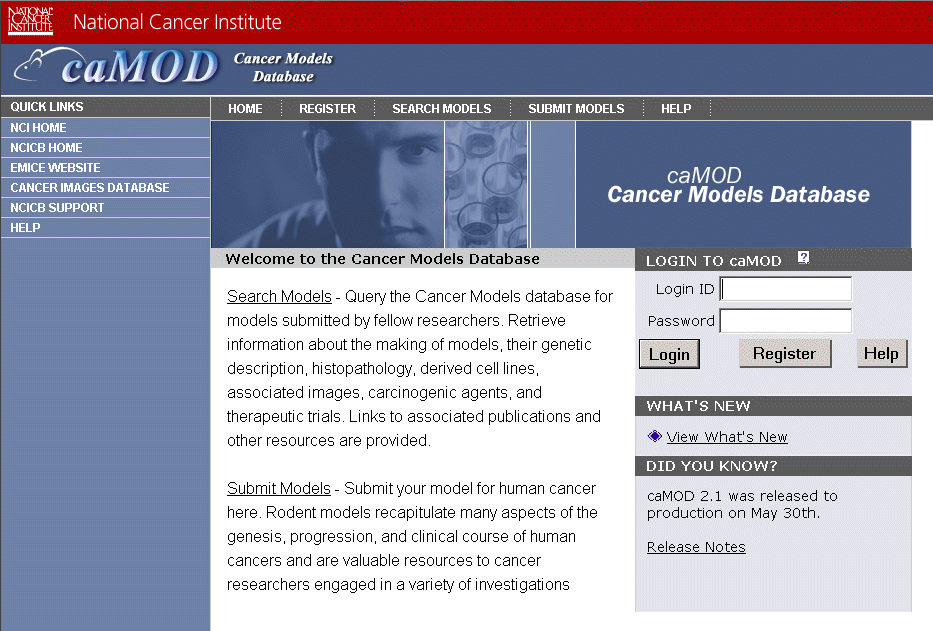 NATIONAL
CANCER
INSTITUTE
National Cancer Institute
caMOD
Cancer Models
Database
QUICK LINKS
NCI HOME
NCICB HOME
EMICE WEBSITE
CANCER IMAGES DATABASE
NCICB SUPPORT
HELP
HOME
REGISTER
SEARCH MODELS
SUBMIT MODELS
HELP
caMOD
Cancer Models Database
Welcome to the Cancer Models Database
Search Models - Query the Cancer Models database for
models submitted by fellow researchers. Retrieve
information about the making of models, their genetic
description, histopathology, derived cell lines,
associated images, carcinogenic agents, and
therapeutic trials. Links to associated publications and
other resources are provided.
Submit Models - Submit your model for human cancer
here. Rodent models recapitulate many aspects of the
genesis, progression, and clinical course of human
cancers and are valuable resources to cancer
researchers engaged in a variety of investigations
LOGIN TO caMOD ?
Login ID
Password
Login
Register
Help
WHAT'S NEW
View What's New
DID YOU KNOW?
caMOD 2.1 was released to
production on May 30th.
Release Notes